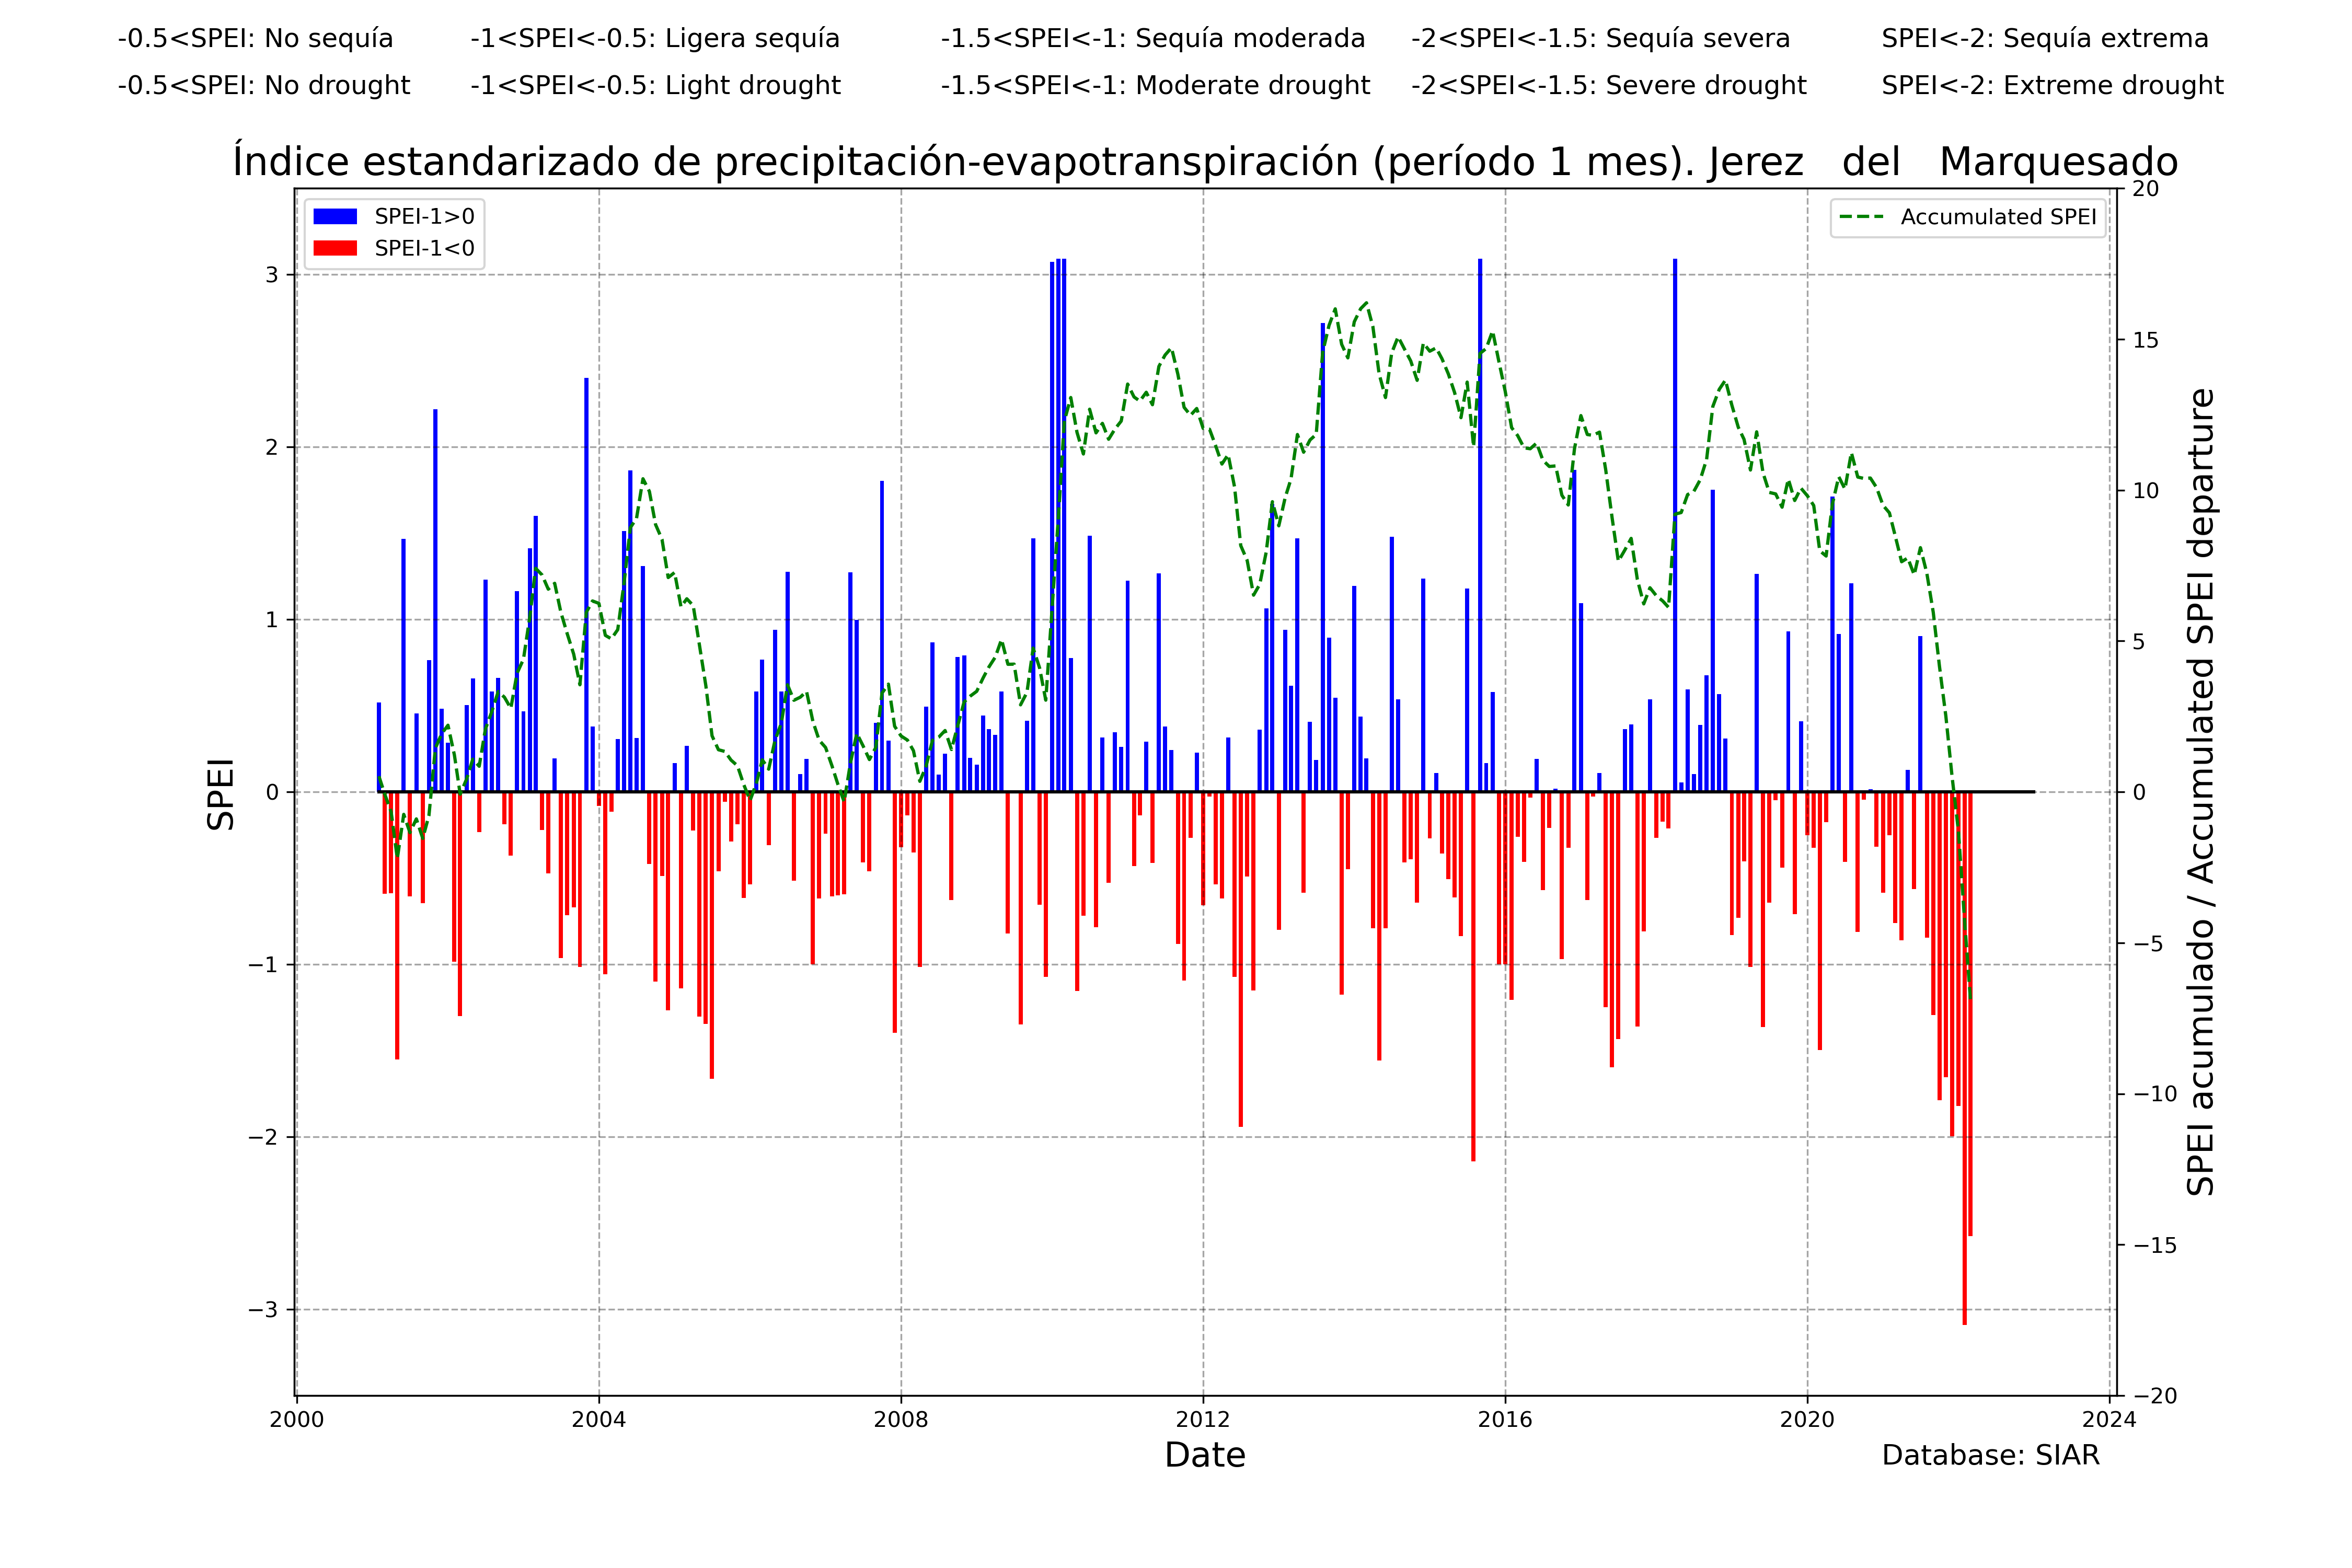 -0.5<SPEI: No sequía -1<SPEI<-0.5: Ligera sequía -1.5<SPEI<-1: Sequía moderada -2<SPEI<-1.5: Sequía severa SPEI<-2: Sequía extrema
-0.5<SPEI: No drought -1<SPEI<-0.5: Light drought -1.5<SPEI<-1: Moderate drought -2<SPEI<-1.5: Severe drought SPEI<-2: Extreme drought
Índice estandarizado de precipitación-evapotranspiración (período 1 mes). Jerez del Marquesado
SPEI-1>0
SPEI-1<0
Accumulated SPEI
SPEI
3
2
1
0
−1
−2
−3
20
15
10
5
0
−5
−10
−15
−20
SPEI acumulado / Accumulated SPEI departure
2000 2004 2008 2012 2016 2020 2024
Date
Database: SIAR